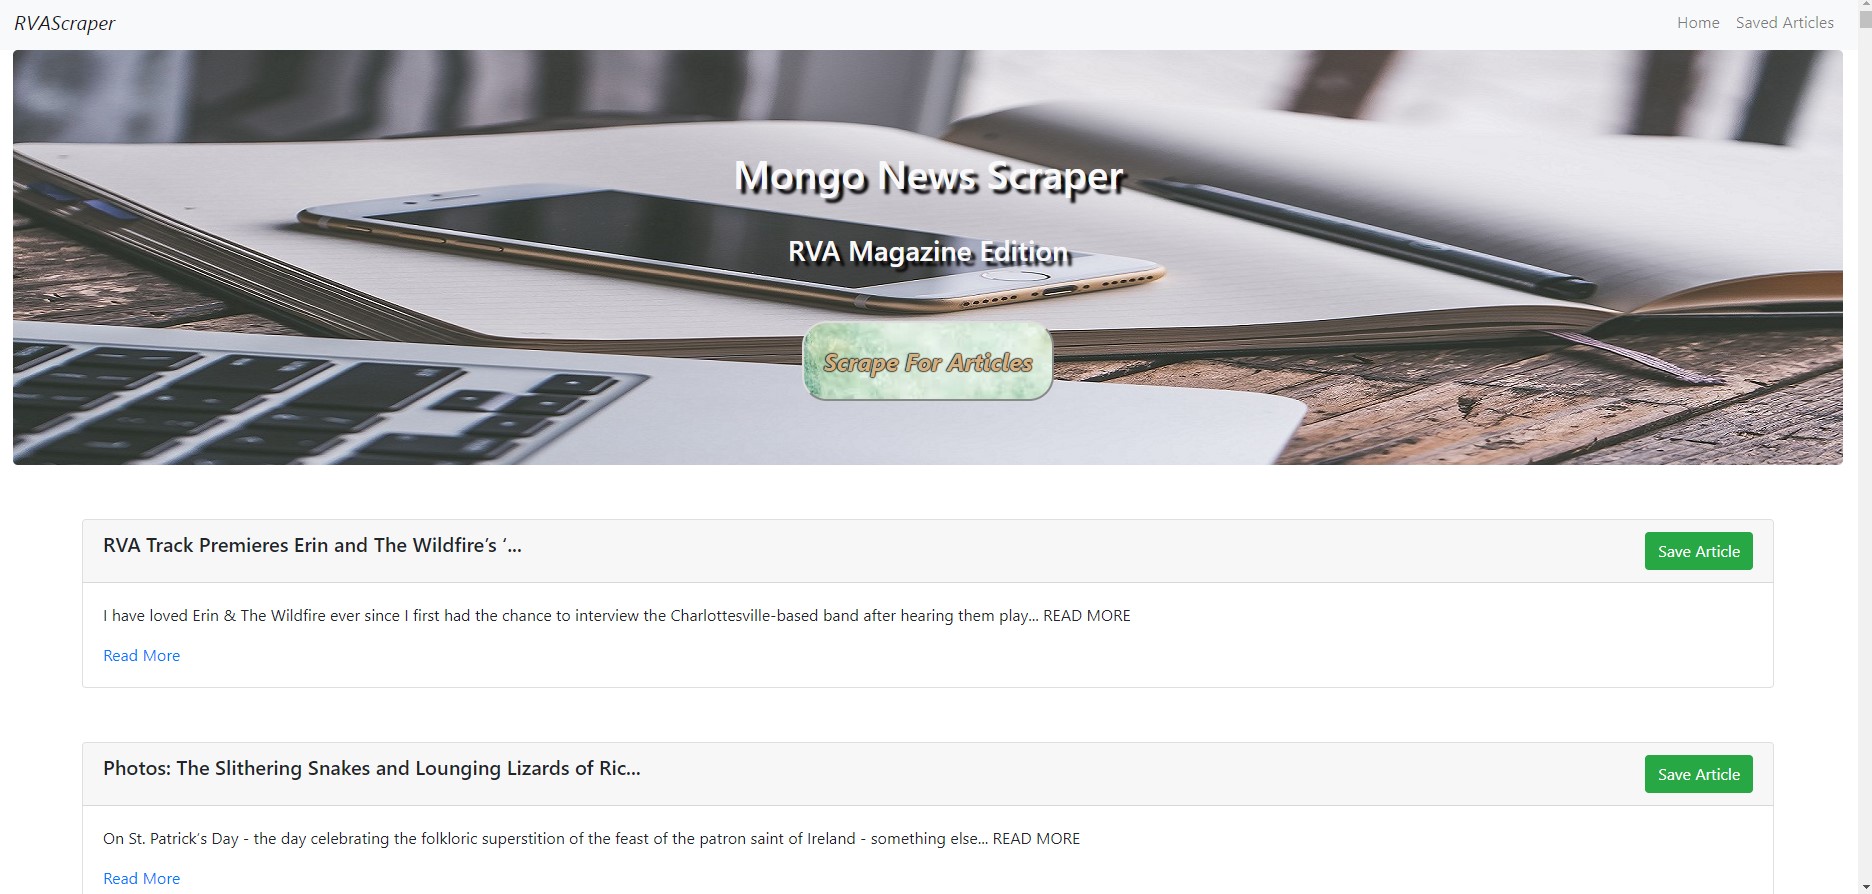 RVAScraper
Home Saved Articles
Mongo News Scraper
RVA Magazine Edition
Scrape For Articles
RVA Track Premieres Erin and The Wildfire’s ‘...
Save Article
I have loved Erin & The Wildfire ever since I first had the chance to interview the Charlottesville-based band after hearing them play... READ MORE
Read More
Photos: The Slithering Snakes and Lounging Lizards of Ric...
Save Article
On St. Patrick’s Day - the day celebrating the folkloric superstition of the feast of the patron saint of Ireland - something else... READ MORE
Read More